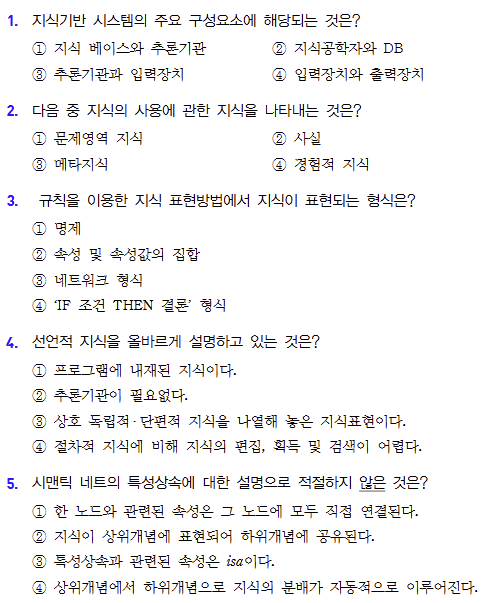 1. 지식기반 시스템의 주요 구성요소에 해당되는 것은?
① 지식 베이스와 추론기관 ② 지식공학자와 DB
③ 추론기관과 입력장치 ④ 입력장치와 출력장치
2. 다음 중 지식의 사용에 관한 지식을 나타내는 것은?
① 문제영역 지식 ② 사실
③ 메타지식 ④ 경험적 지식
3. 규칙을 이용한 지식 표현방법에서 지식이 표현되는 형식은?
① 명제
② 속성 및 속성값의 집합
③ 네트워크 형식
④ ‘IF 조건 THEN 결론’ 형식
4. 선언적 지식을 올바르게 설명하고 있는 것은?
① 프로그램에 내재된 지식이다.
② 추론기관이 필요없다.
③ 상호 독립적·단편적 지식을 나열해 놓은 지식표현이다.
④ 절차적 지식에 비해 지식의 편집, 획득 및 검색이 어렵다.
5. 시맨틱 네트의 특성상속에 대한 설명으로 적절하지 않은 것은?
① 한 노드와 관련된 속성은 그 노드에 모두 직접 연결된다.
② 지식이 상위개념에 표현되어 하위개념에 공유된다.
③ 특성상속과 관련된 속성은 isa이다.
④ 상위개념에서 하위개념으로 지식의 분배가 자동적으로 이루어진다.